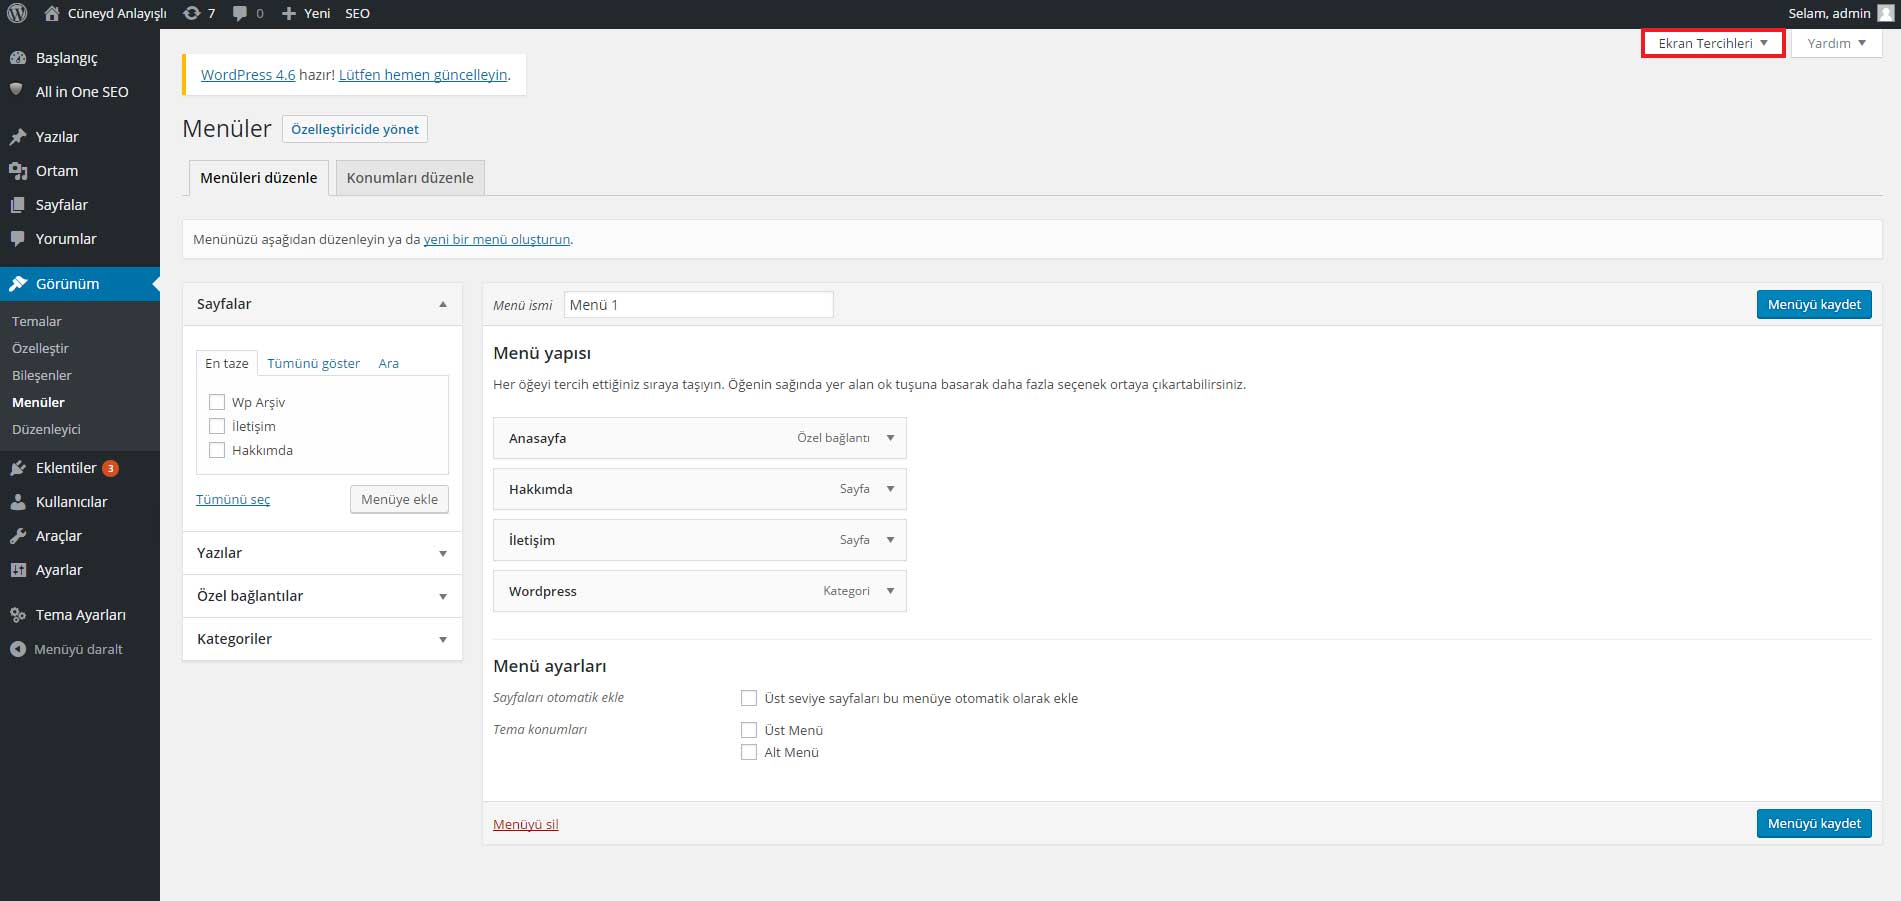 Cüneyd Anlayışlı 7 0 Yeni SEO Selam, admin
Ekran Tercihleri Yardım
Başlangıç
All in One SEO
Yazılar
Ortam
Sayfalar
Yorumlar
Görünüm
Temalar
Özelleştir
Bileşenler
Menüler
Düzenleyici
Eklentiler 3
Kullanıcılar
Araçlar
Ayarlar
Tema Ayarları
Menüyü daralt
WordPress 4.6 hazır! Lütfen hemen güncelleyin.
Menüler Özelleştiricide yönet
Menüleri düzenle Konumları düzenle
Menünüzü aşağıdan düzenleyin ya da yeni bir menü oluşturun.
Sayfalar
En taze Tümünü göster Ara
Wp Arşiv
İletişim
Hakkımda
Tümünü seç Menüye ekle
Yazılar
Özel bağlantılar
Kategoriler
Menü ismi Menü 1 Menüyü kaydet
Menü yapısı
Her öğeyi tercih ettiğiniz sıraya taşıyın. Öğenin sağında yer alan ok tuşuna basarak daha fazla seçenek ortaya çıkartabilirsiniz.
Anasayfa Özel bağlantı
Hakkımda Sayfa
İletişim Sayfa
Wordpress Kategori
Menü ayarları
Sayfaları otomatik ekle Üst seviye sayfaları bu menüye otomatik olarak ekle
Tema konumları Üst Menü
Alt Menü
Menüyü sil Menüyü kaydet